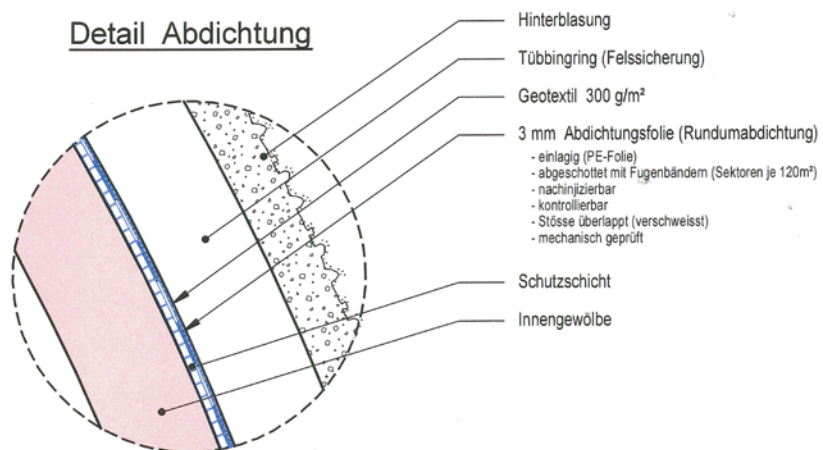 Detail Abdichtung
Hinterblasung
Tübbingring (Felssicherung)
Geotextil 300 g/m²
3 mm Abdichtungsfolie (Rundumabdichtung)
- einlagig (PE-Folie)
- abgeschottet mit Fugenbändern (Sektoren je 120m²)
- nachinjizierbar
- kontrollierbar
- Stösse überlappt (verschweisst)
- mechanisch geprüft
Schutzschicht
Innengewölbe